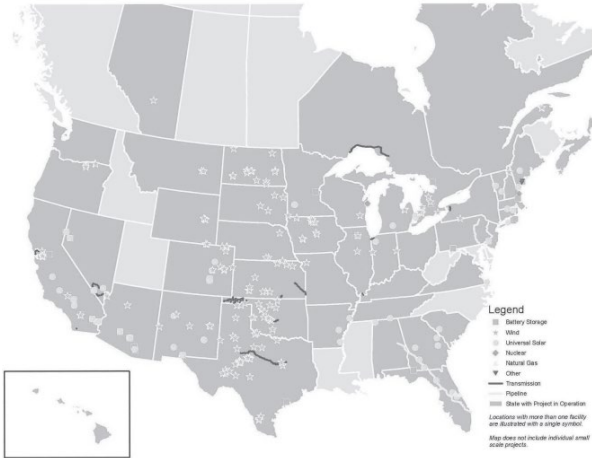 Legend
Battery Storage
Wind
Universal Solar
Nuclear
Natural Gas
Other
Transmission
Pipeline
State with Project in Operation
Locations with more than one facility
are illustrated with a single symbol.
Map does not include individual small
scale projects.